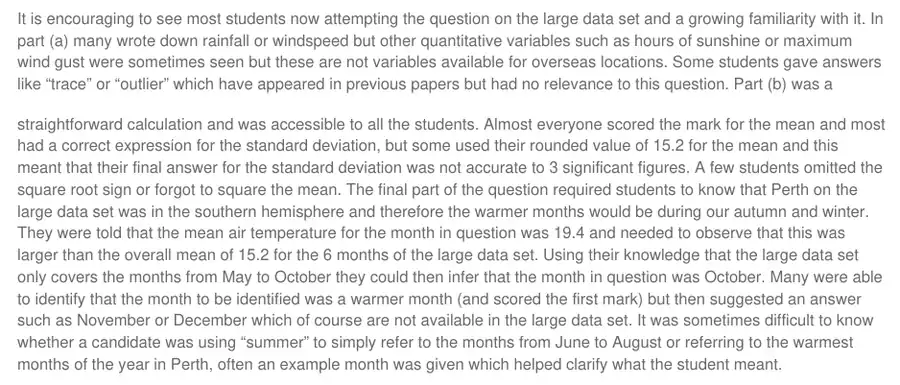 It is encouraging to see most students now attempting the question on the large data set and a growing familiarity with it. In
part (a) many wrote down rainfall or windspeed but other quantitative variables such as hours of sunshine or maximum
wind gust were sometimes seen but these are not variables available for overseas locations. Some students gave answers
like “trace” or “outlier” which have appeared in previous papers but had no relevance to this question. Part (b) was a
straightforward calculation and was accessible to all the students. Almost everyone scored the mark for the mean and most
had a correct expression for the standard deviation, but some used their rounded value of 15.2 for the mean and this
meant that their final answer for the standard deviation was not accurate to 3 significant figures. A few students omitted the
square root sign or forgot to square the mean. The final part of the question required students to know that Perth on the
large data set was in the southern hemisphere and therefore the warmer months would be during our autumn and winter.
They were told that the mean air temperature for the month in question was 19.4 and needed to observe that this was
larger than the overall mean of 15.2 for the 6 months of the large data set. Using their knowledge that the large data set
only covers the months from May to October they could then infer that the month in question was October. Many were able
to identify that the month to be identified was a warmer month (and scored the first mark) but then suggested an answer
such as November or December which of course are not available in the large data set. It was sometimes difficult to know
whether a candidate was using “summer” to simply refer to the months from June to August or referring to the warmest
months of the year in Perth, often an example month was given which helped clarify what the student meant.